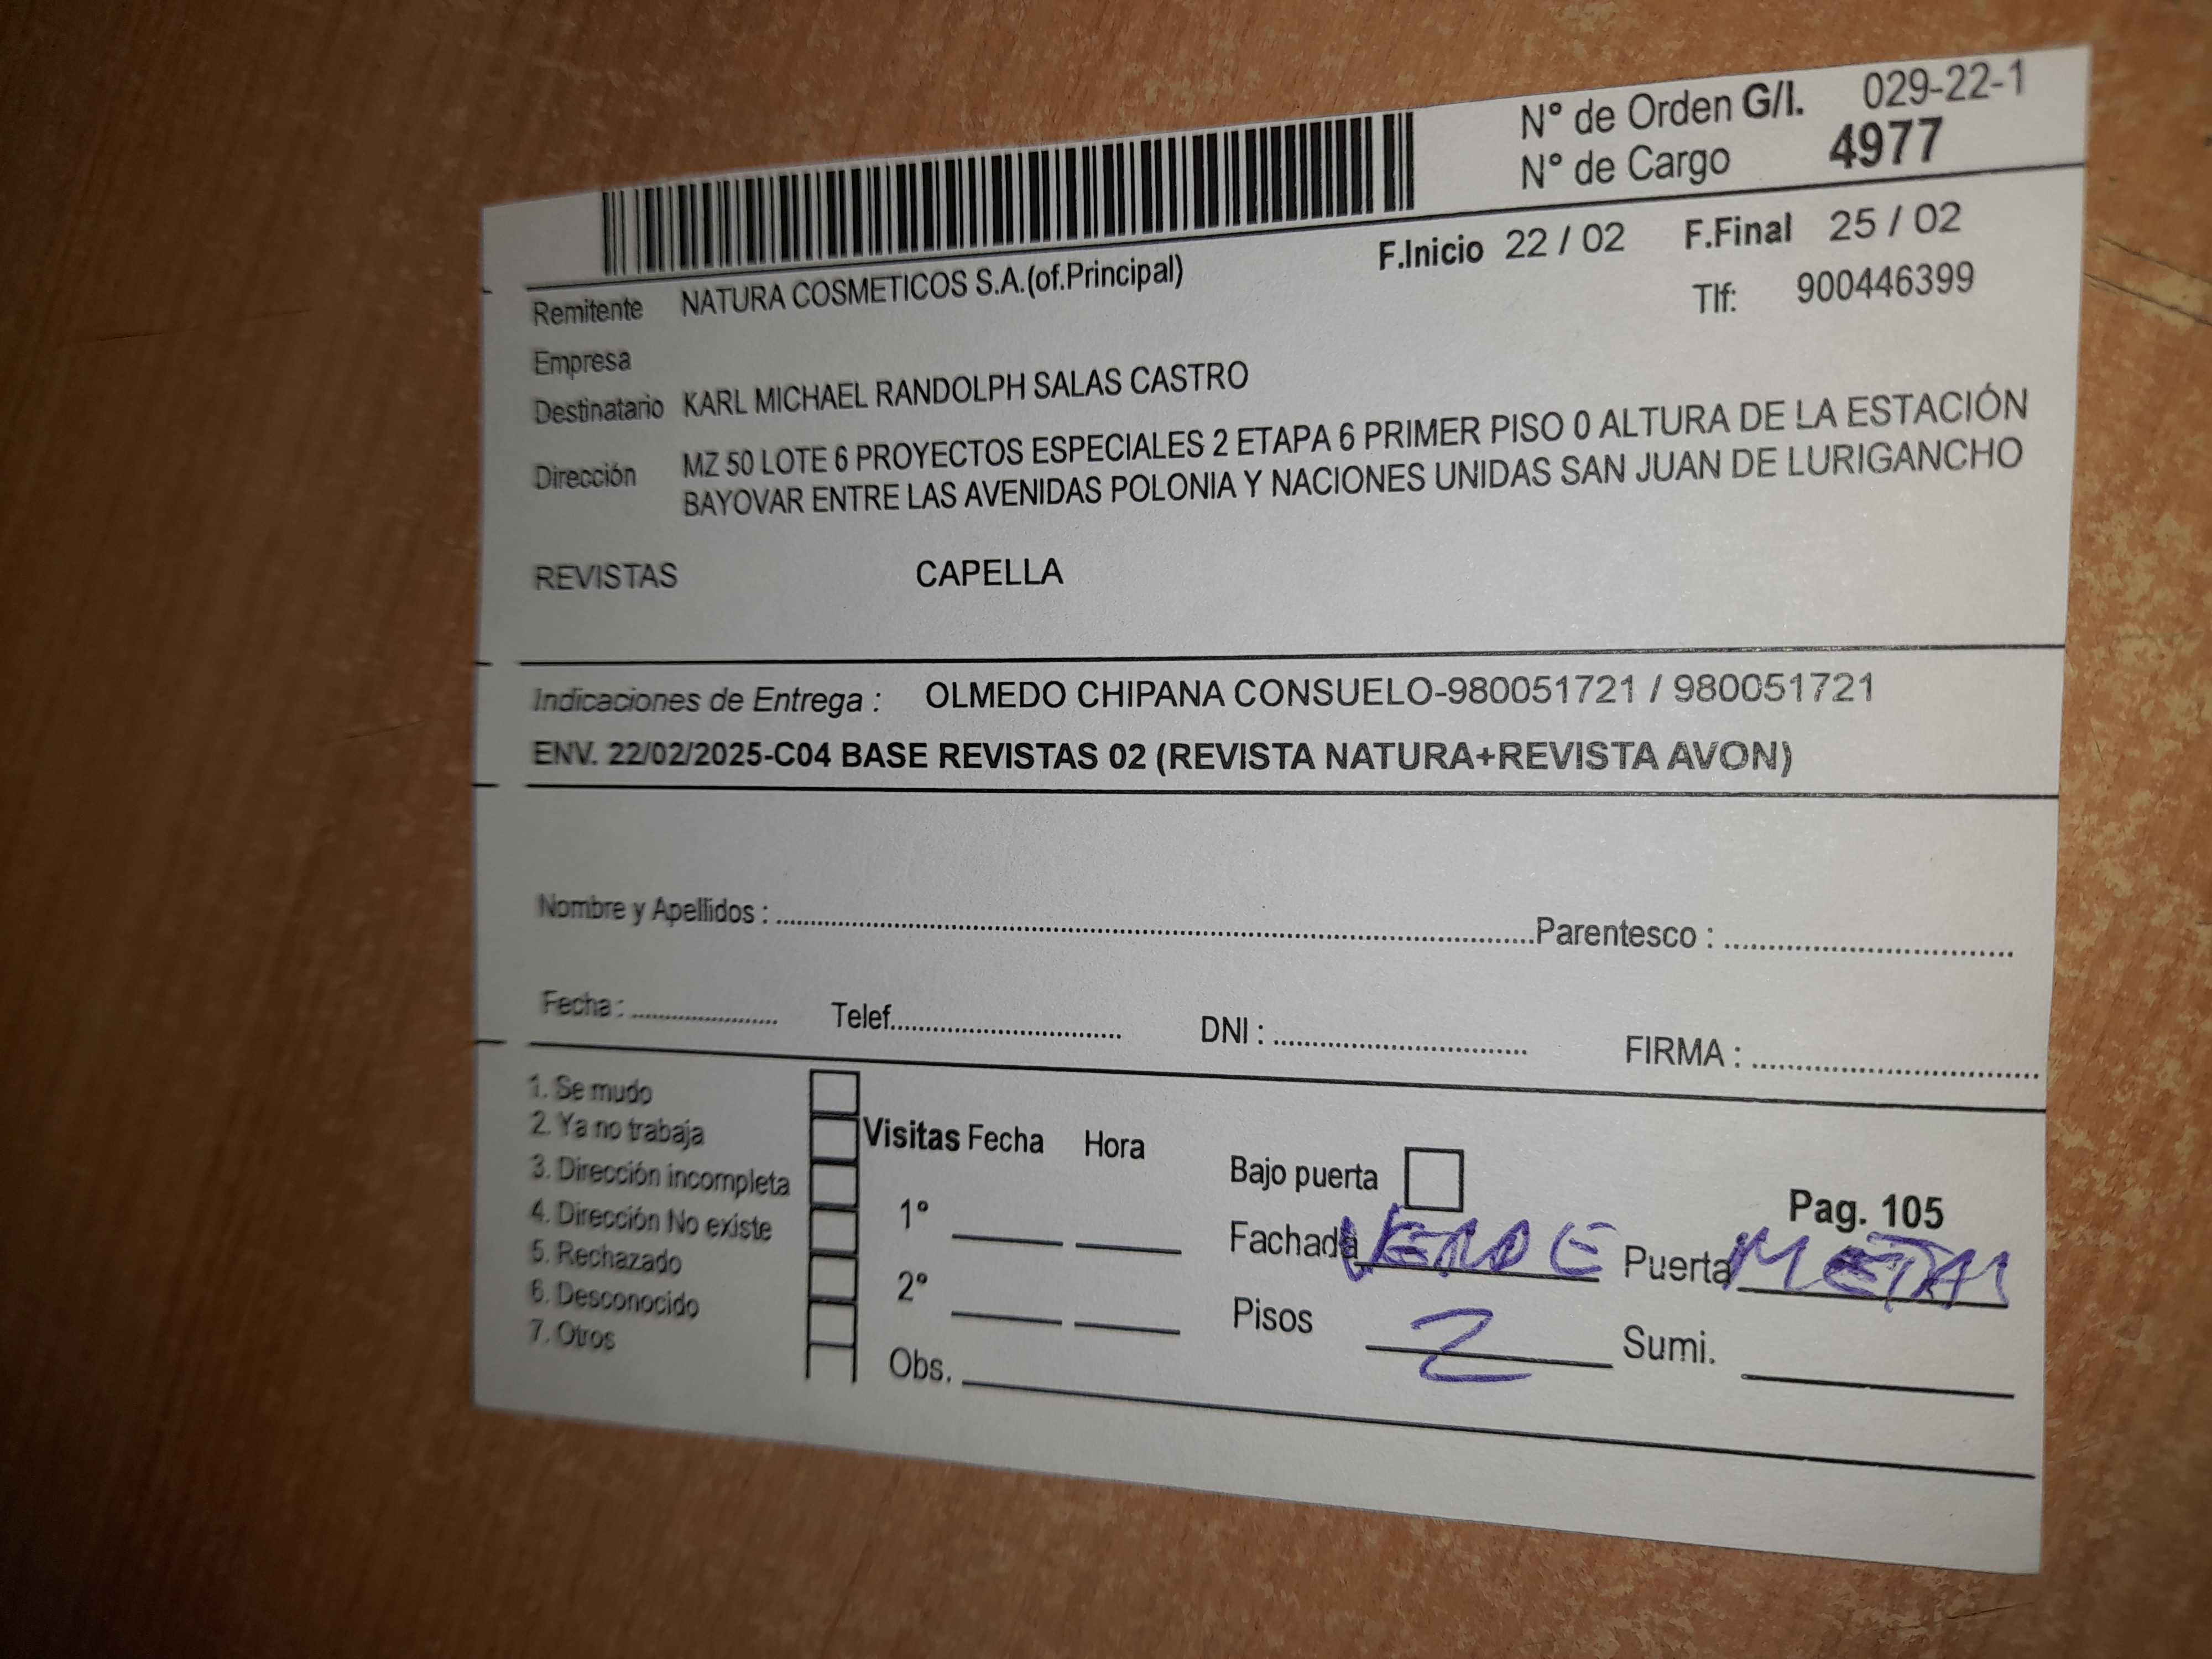 N° de Orden G/I. 029-22-1
N° de Cargo 4977
F.Inicio 22 / 02 F.Final 25 / 02
Remitente NATURA COSMETICOS S.A.(of.Principal) Tlf: 900446399
Empresa
Destinatario KARL MICHAEL RANDOLPH SALAS CASTRO
Dirección MZ 50 LOTE 6 PROYECTOS ESPECIALES 2 ETAPA 6 PRIMER PISO 0 ALTURA DE LA ESTACIÓN
BAYOVAR ENTRE LAS AVENIDAS POLONIA Y NACIONES UNIDAS SAN JUAN DE LURIGANCHO
REVISTAS CAPELLA
Indicaciones de Entrega : OLMEDO CHIPANA CONSUELO-980051721 / 980051721
ENV. 22/02/2025-C04 BASE REVISTAS 02 (REVISTA NATURA+REVISTA AVON)
Nombre y Apellidos : Parentesco :
Fecha : Telef. DNI : FIRMA :
1. Se mudo
2. Ya no trabaja
3. Dirección incompleta
4. Dirección No existe
5. Rechazado
6. Desconocido
7. Otros
Visitas Fecha Hora
1°
2°
Obs.
Bajo puerta Pag. 105
Fachada VERDE Puerta METAL
Pisos 2 Sumi.